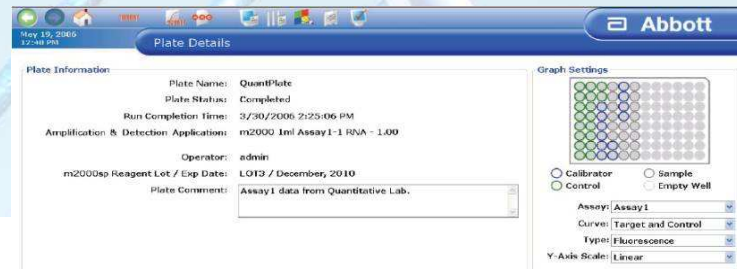 May 19, 2006
12:40 PM
Plate Details
Abbott
Plate Information
Plate Name: QuantPlate
Plate Status: Completed
Run Completion Time: 3/30/2006 2:25:06 PM
Amplification & Detection Application: m2000 1ml Assay1-1 RNA - 1.00
Operator: admin
m2000sp Reagent Lot / Exp Date: LOT3 / December, 2010
Plate Comment: Assay1 data from Quantitative Lab.
Graph Settings
Calibrator Sample
Control Empty Well
Assay: Assay1
Curve: Target and Control
Type: Fluorescence
Y-Axis Scale: Linear